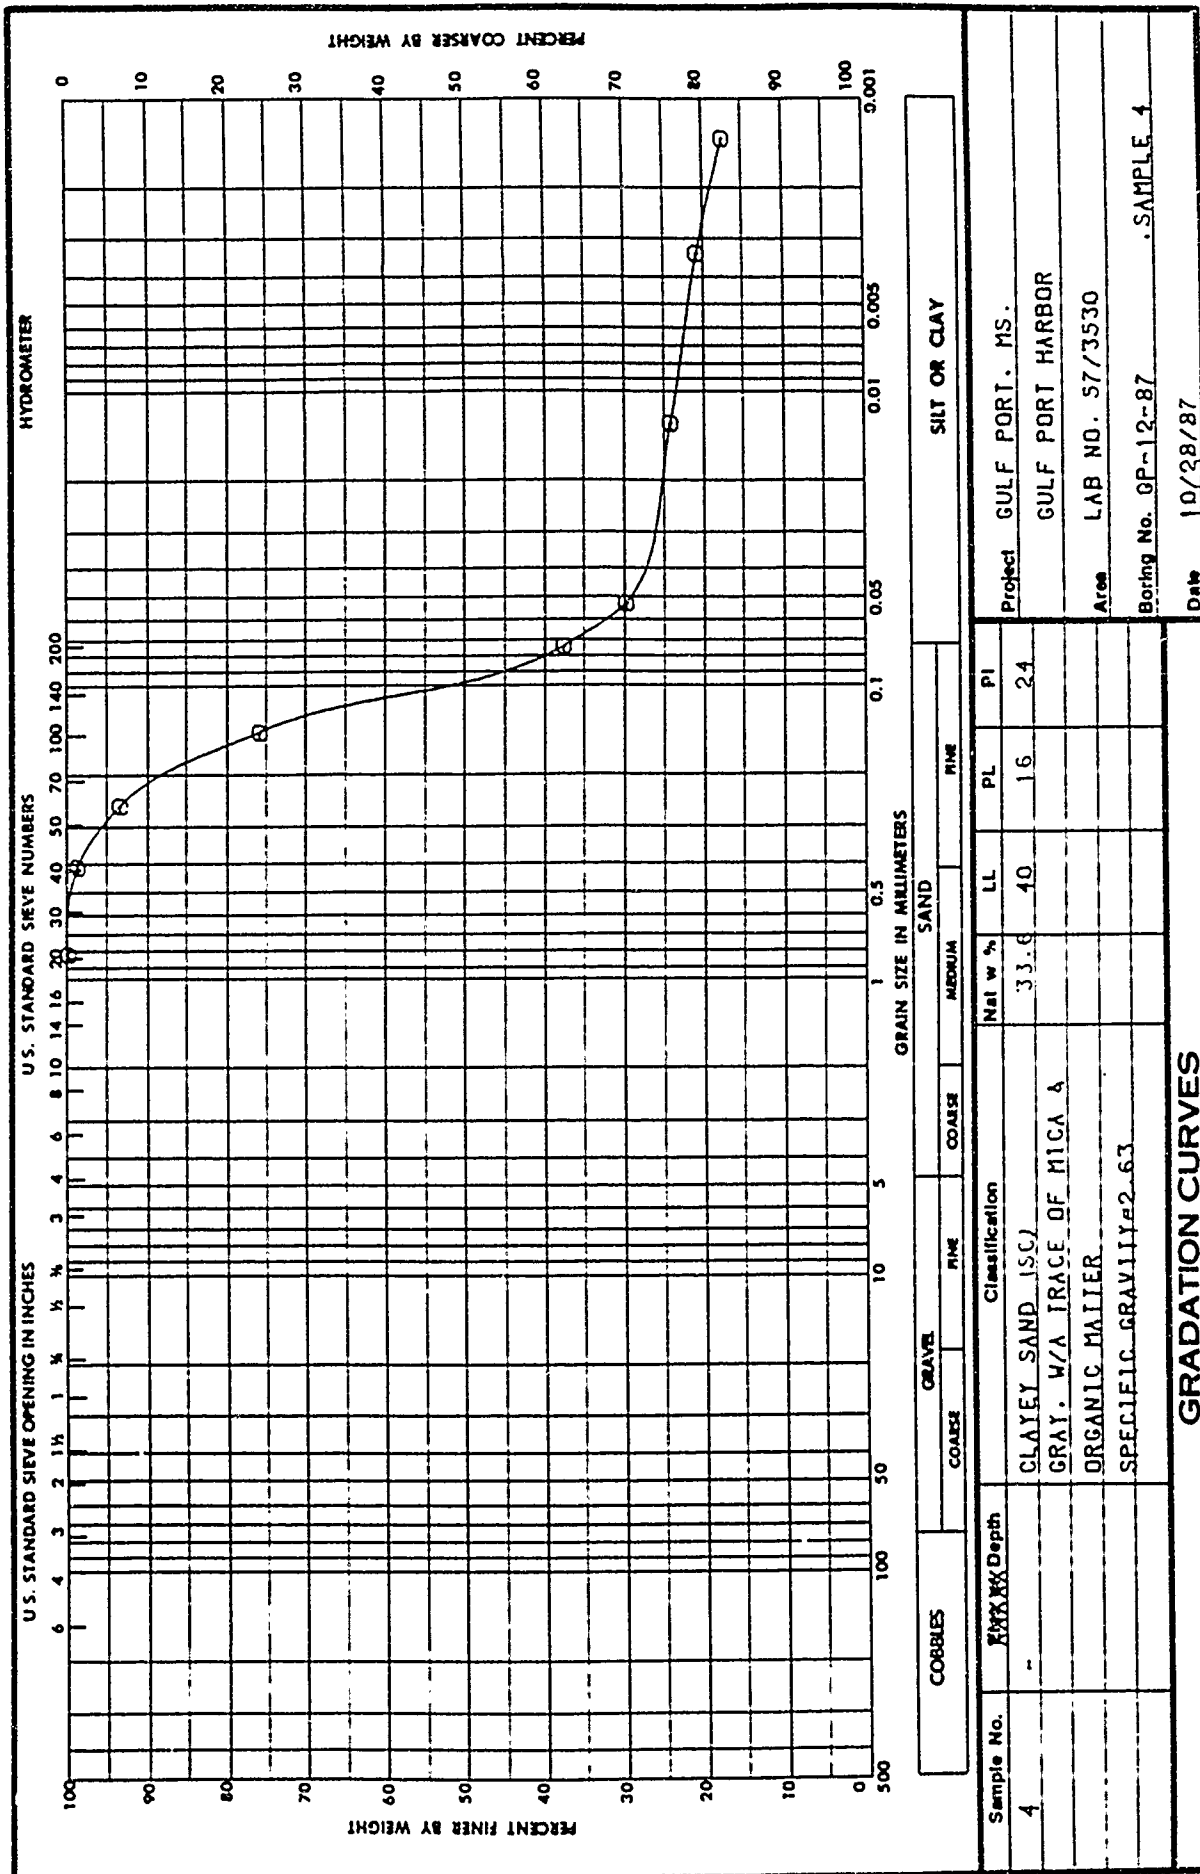 U.S. STANDARD SIEVE OPENING IN INCHES
U.S. STANDARD SIEVE NUMBERS
HYDROMETER
6 4 3 2 1½ 1 ¾ ½ ⅜ 3 4 6 8 10 14 16 20 30 40 50 70 100 140 200
PERCENT FINER BY WEIGHT
100
90
80
70
60
50
40
30
20
10
0
PERCENT COARSER BY WEIGHT
0
10
20
30
40
50
60
70
80
90
100
500 100 50 10 5 1 0.5 0.1 0.05 0.01 0.005 0.001
GRAIN SIZE IN MILLIMETERS
COBBLES
GRAVEL
COARSE FINE
SAND
COARSE MEDIUM FINE
SILT OR CLAY
Sample No. Depth Classification Nat w % LL PL PI
4 - CLAYEY SAND (SC) 33.6 40 16 24
GRAY. W/A TRACE OF MICA &
ORGANIC MATTER
SPECIFIC GRAVITY=2.63
Project GULF PORT. MS.
GULF PORT HARBOR
Area LAB NO. 57/3530
Boring No. GP-12-87 .SAMPLE 4
Date 10/28/87
GRADATION CURVES